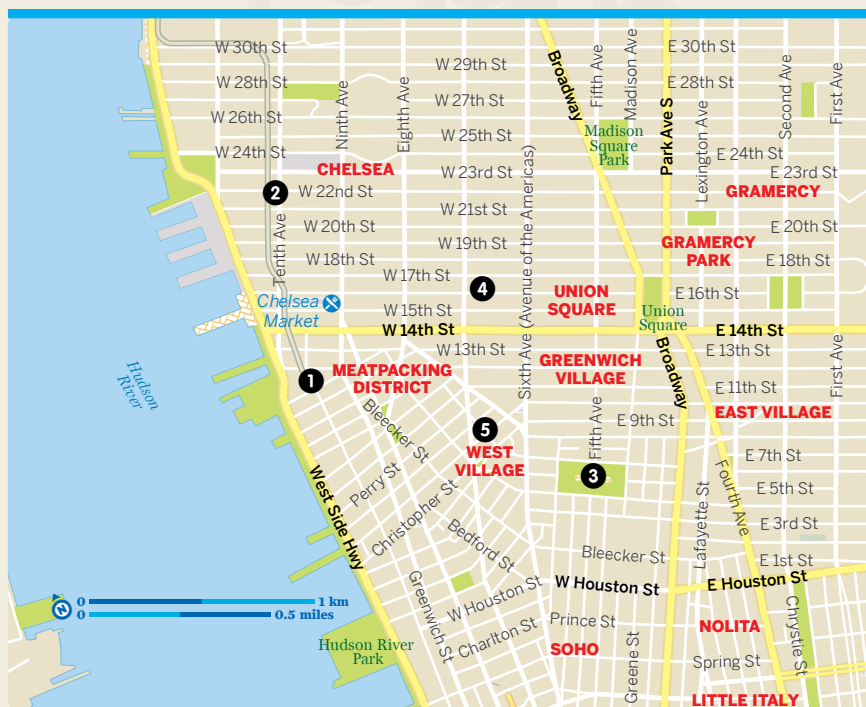 W 30th St
W 29th St
W 28th St
W 27th St
W 26th St
W 25th St
W 24th St
W 23rd St
W 22nd St
W 21st St
W 20th St
W 19th St
W 18th St
W 17th St
W 15th St
W 14th St
W 13th St
Tenth Ave
Ninth Ave
Eighth Ave
Sixth Ave (Avenue of the Americas)
Broadway
Fifth Ave
Madison Ave
Park Ave S
Lexington Ave
Second Ave
First Ave
E 30th St
E 28th St
E 24th St
E 23rd St
E 20th St
E 18th St
E 16th St
E 14th St
E 13th St
E 11th St
E 9th St
E 7th St
E 5th St
E 3rd St
E 1st St
CHELSEA
Madison
Square
Park
GRAMERCY
GRAMERCY
PARK
UNION
SQUARE
Union
Square
Chelsea
Market
MEATPACKING
DISTRICT
GREENWICH
VILLAGE
EAST VILLAGE
WEST
VILLAGE
Broadway
Fifth Ave
First Ave
Fourth Ave
Lafayette St
Hudson
River
West Side Hwy
Bleecker St
Perry St
Christopher St
Bedford St
Greenwich St
W Houston St
Charlton St
Bleecker St
W Houston St
E Houston St
Prince St
Spring St
Greene St
Chrystie St
SOHO
NOLITA
LITTLE ITALY
Hudson River
Park
1
2
3
4
5
N
0 1 km
0 0.5 miles